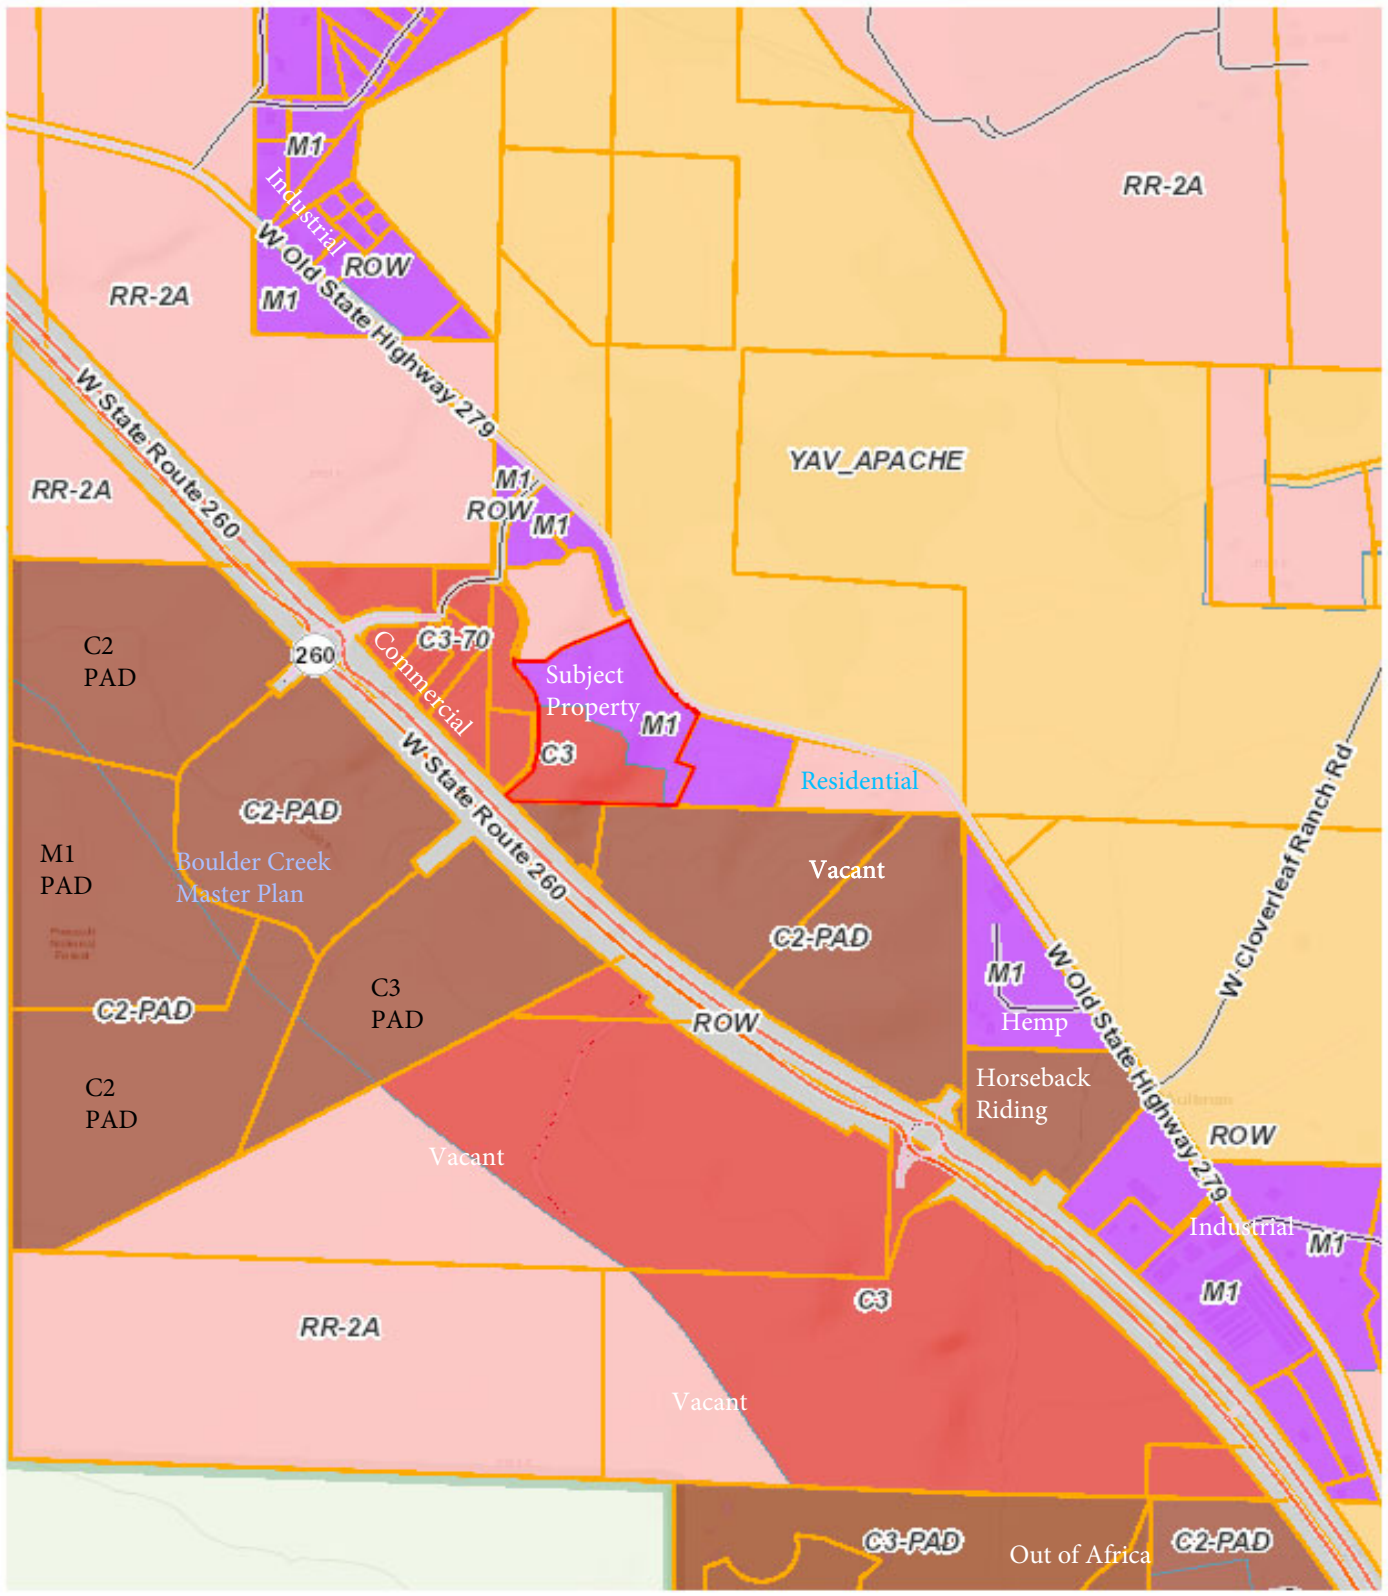 M1
RR-2A
Industrial
W Old State Highway 279
ROW
RR-2A
M1
W State Route 260
YAV_APACHE
RR-2A
M1
ROW
M1
C2
PAD
260
Commercial
C3-70
Subject
Property
M1
C3
W State Route 260
Residential
C2-PAD
M1
PAD
Boulder Creek
Master Plan
Vacant
C2-PAD
W Cloverleaf Ranch Rd
C2-PAD
C3
PAD
ROW
M1
Hemp
W Old State Highway 279
C2
PAD
Horseback
Riding
ROW
Vacant
Industrial
M1
M1
C3
RR-2A
Vacant
C3-PAD
Out of Africa
C2-PAD